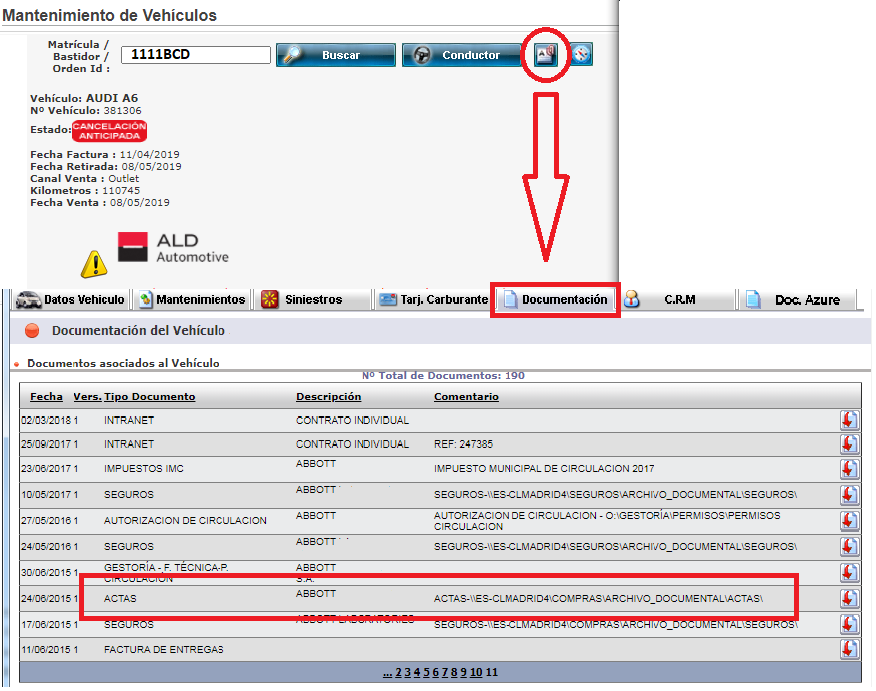 Mantenimiento de Vehículos
Matrícula /
Bastidor /
Orden Id :
1111BCD
Buscar
Conductor
Vehículo: AUDI A6
Nº Vehículo: 381306
Estado: CANCELACIÓN ANTICIPADA
Fecha Factura : 11/04/2019
Fecha Retirada: 08/05/2019
Canal Venta : Outlet
Kilometros : 110745
Fecha Venta : 08/05/2019
ALD
Automotive
Datos Vehiculo Mantenimientos Siniestros Tarj. Carburante Documentación C.R.M Doc. Azure
Documentación del Vehículo
Documentos asociados al Vehículo
Nº Total de Documentos: 190
Fecha Vers. Tipo Documento Descripción Comentario
02/03/2018 1 INTRANET CONTRATO INDIVIDUAL
25/09/2017 1 INTRANET CONTRATO INDIVIDUAL REF: 247385
23/06/2017 1 IMPUESTOS IMC ABBOTT IMPUESTO MUNICIPAL DE CIRCULACION 2017
10/05/2017 1 SEGUROS ABBOTT SEGUROS-\\ES-CLMADRID4\SEGUROS\ARCHIVO_DOCUMENTAL\SEGUROS\
27/05/2016 1 AUTORIZACION DE CIRCULACION ABBOTT AUTORIZACION DE CIRCULACION - O:\GESTORÍA\PERMISOS\PERMISOS
CIRCULACION
24/05/2016 1 SEGUROS ABBOTT SEGUROS-\\ES-CLMADRID4\SEGUROS\ARCHIVO_DOCUMENTAL\SEGUROS\
30/06/2015 1 GESTORÍA - F. TÉCNICA-P. ABBOTT
CIRCULACION S.A.
24/06/2015 1 ACTAS ABBOTT ACTAS-\\ES-CLMADRID4\COMPRAS\ARCHIVO_DOCUMENTAL\ACTAS\
17/06/2015 1 SEGUROS ABBOTT LABORATORIES SEGUROS-\\ES-CLMADRID4\COMPRAS\ARCHIVO_DOCUMENTAL\SEGUROS\
11/06/2015 1 FACTURA DE ENTREGAS
... 2 3 4 5 6 7 8 9 10 11